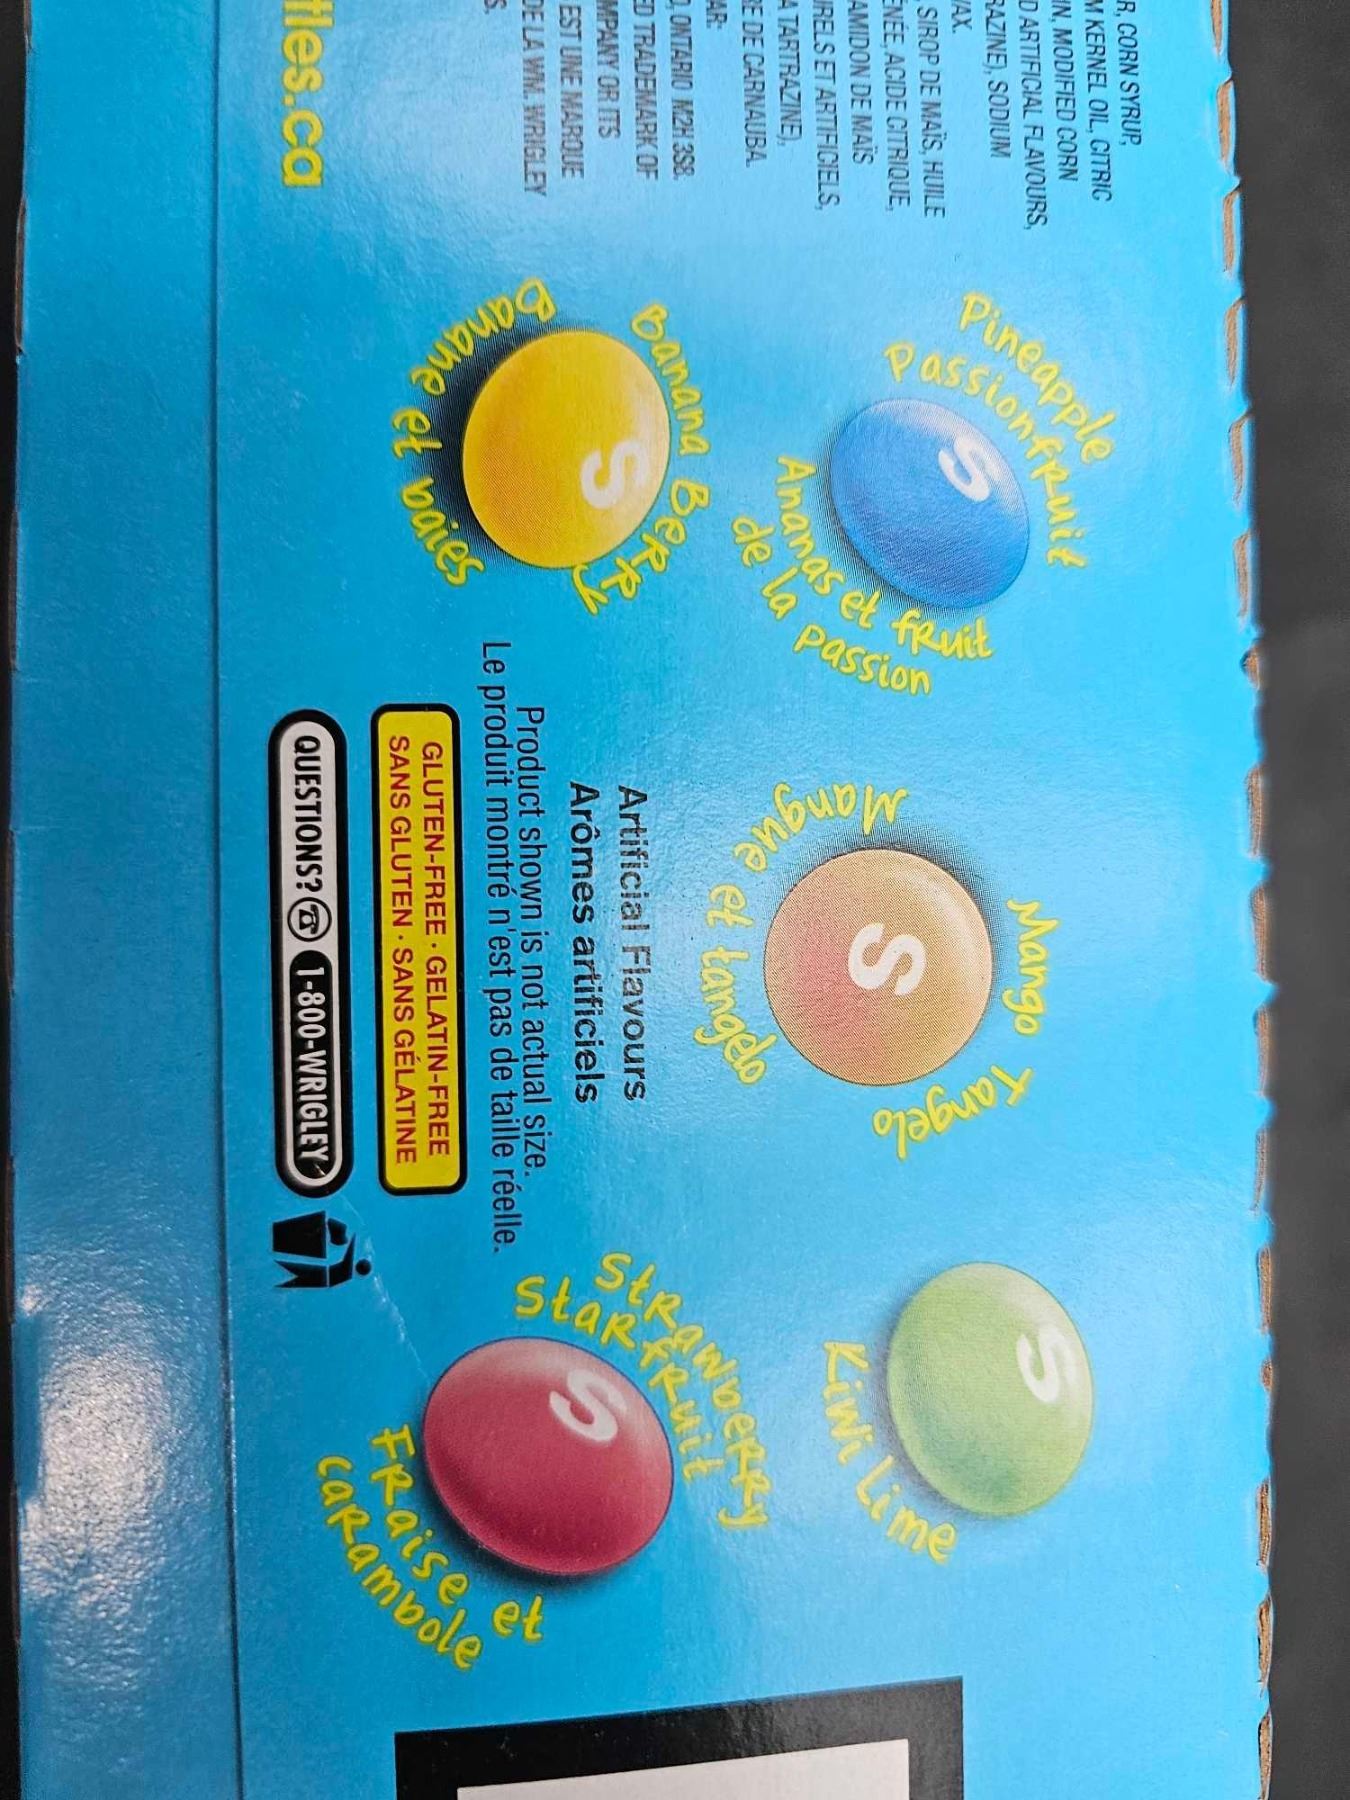 R, CORN SYRUP,
M KERNEL OIL, CITRIC
IN, MODIFIED CORN
D ARTIFICIAL FLAVOURS,
RAZINE), SODIUM
WAX.
, SIROP DE MAÏS, HUILE
ÉNÉE, ACIDE CITRIQUE,
AMIDON DE MAÏS
URELS ET ARTIFICIELS,
A TARTRAZINE),
RE DE CARNAUBA.
AR:
O, ONTARIO M2H 3S8.
ED TRADEMARK OF
MPANY OR ITS
EST UNE MARQUE
DE LA WM. WRIGLEY
S.
ttles.ca
Pineapple
Passionfruit
S
Ananas et fruit
de la passion
Banana Berry
S
Banane et baies
Mango Tangelo
S
Mangue et tangelo
S
Kiwi Lime
Strawberry
Starfruit
S
Fraise et
carambole
Artificial Flavours
Arômes artificiels
Product shown is not actual size.
Le produit montré n'est pas de taille réelle.
GLUTEN-FREE · GELATIN-FREE
SANS GLUTEN · SANS GÉLATINE
QUESTIONS? 1-800-WRIGLEY